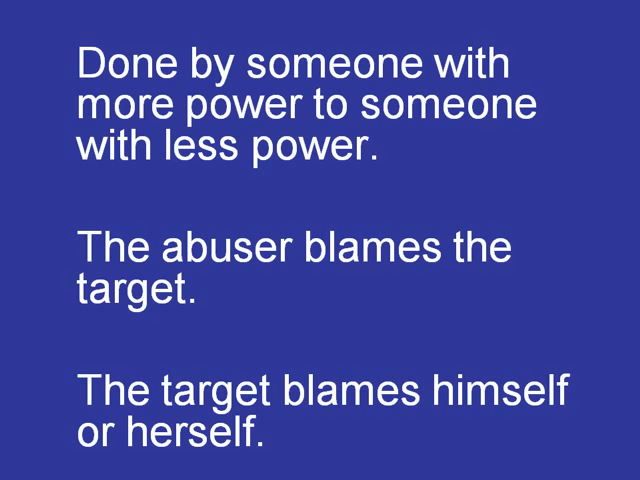 Done by someone with
more power to someone
with less power.
The abuser blames the
target.
The target blames himself
or herself.